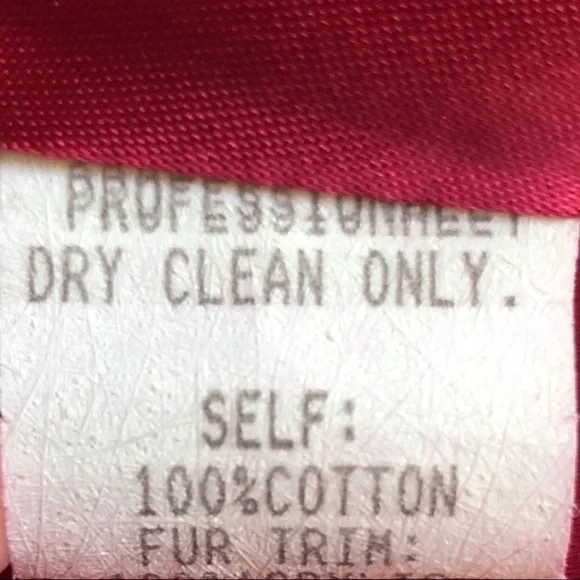 PROFESSIONALLY
DRY CLEAN ONLY.
SELF:
100%COTTON
FUR TRIM: